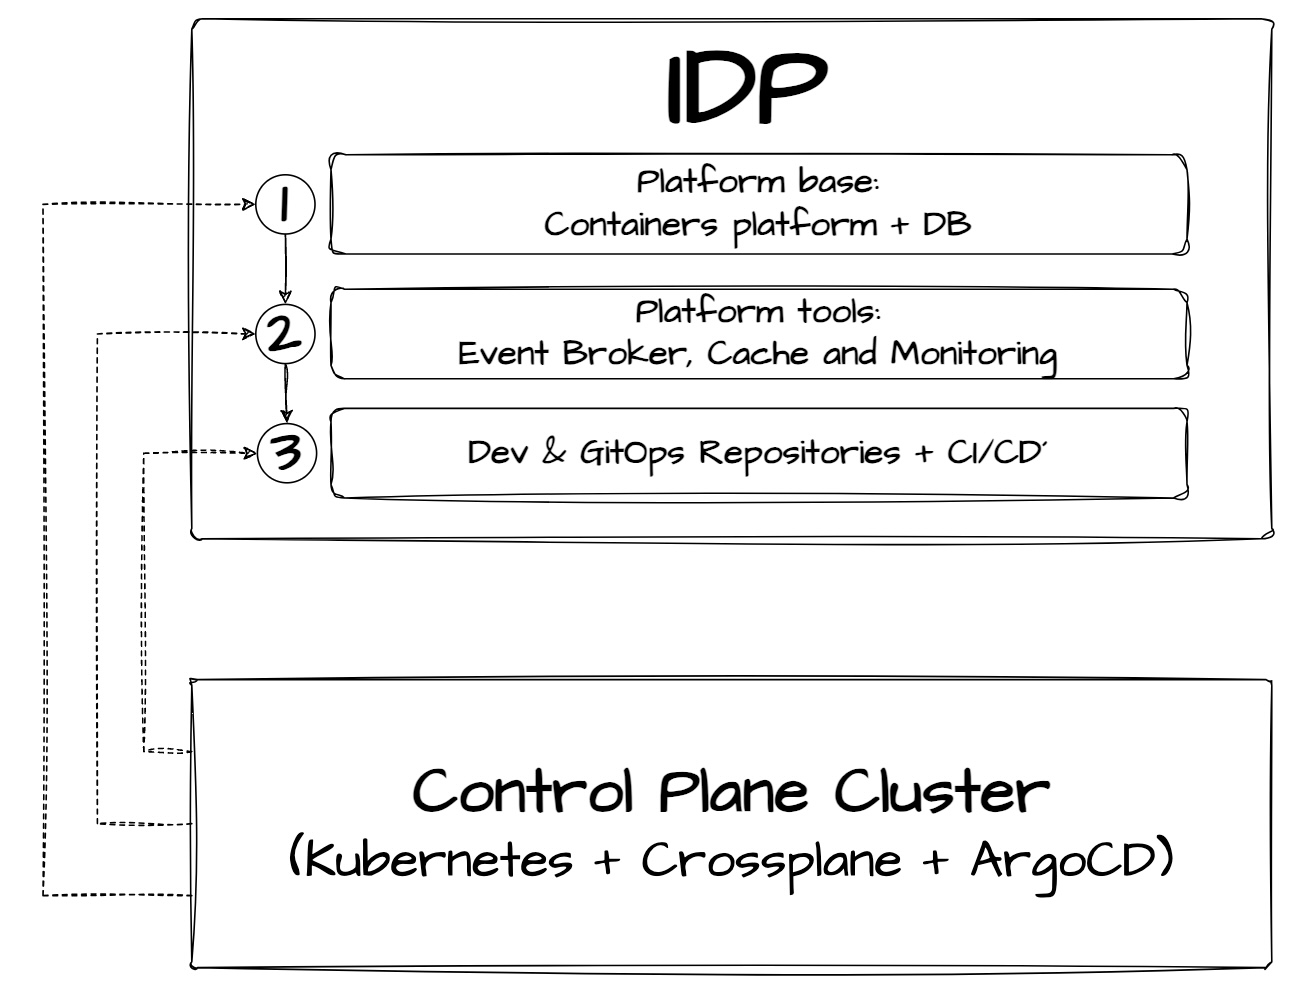 IDP
1
Platform base:
Containers platform + DB
2
Platform tools:
Event Broker, Cache and Monitoring
3
Dev & GitOps Repositories + CI/CD´
Control Plane Cluster
(Kubernetes + Crossplane + ArgoCD)